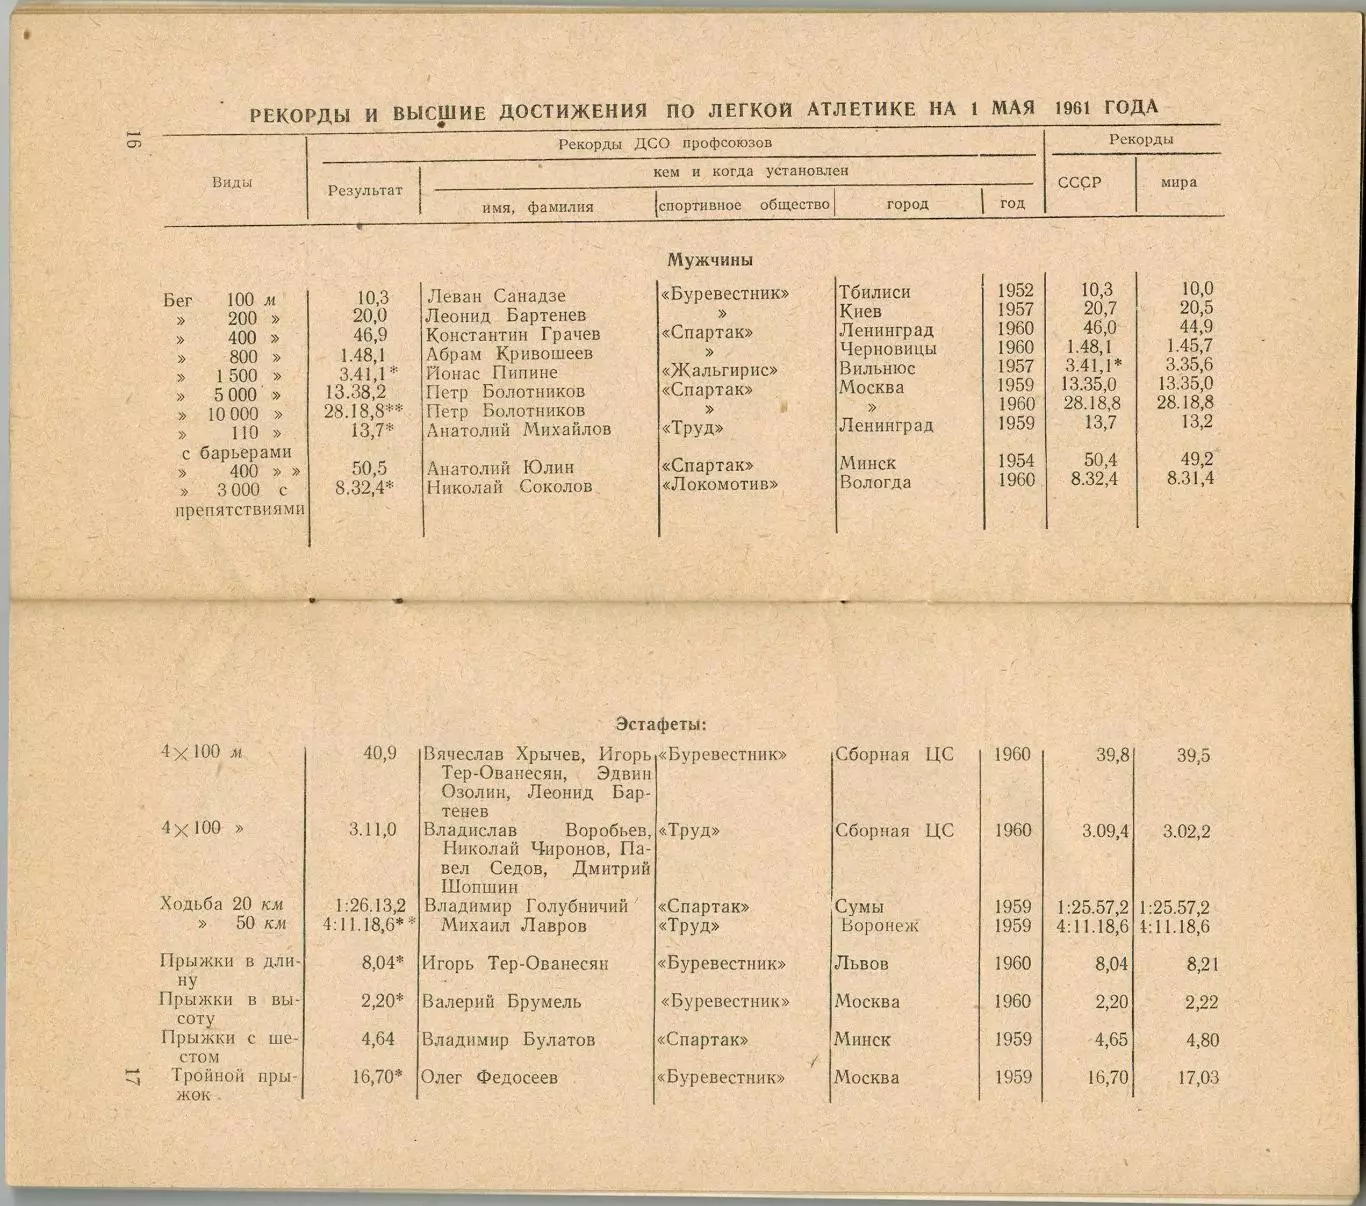 РЕКОРДЫ И ВЫСШИЕ ДОСТИЖЕНИЯ ПО ЛЕГКОЙ АТЛЕТИКЕ НА 1 МАЯ 1961 ГОДА
16
Виды
Рекорды ДСО профсоюзов
Рекорды
Результат
кем и когда установлен
СССР
мира
имя, фамилия
спортивное общество
город
год
Мужчины
Бег 100 м 10,3 Леван Санадзе «Буревестник» Тбилиси 1952 10,3 10,0
» 200 » 20,0 Леонид Бартенев » Киев 1957 20,7 20,5
» 400 » 46,9 Константин Грачев «Спартак» Ленинград 1960 46,0 44,9
» 800 » 1.48,1 Абрам Кривошеев » Черновицы 1960 1.48,1 1.45,7
» 1500 » 3.41,1* Йонас Пипине «Жальгирис» Вильнюс 1957 3.41,1* 3.35,6
» 5000 » 13.38,2 Петр Болотников «Спартак» Москва 1959 13.35,0 13.35,0
» 10 000 » 28.18,8** Петр Болотников » » 1960 28.18,8 28.18,8
» 110 » 13,7* Анатолий Михайлов «Труд» Ленинград 1959 13,7 13,2
с барьерами
» 400 » » 50,5 Анатолий Юлин «Спартак» Минск 1954 50,4 49,2
» 3 000 с 8.32,4* Николай Соколов «Локомотив» Вологда 1960 8.32,4 8.31,4
препятствиями
Эстафеты:
4×100 м 40,9 Вячеслав Хрычев, Игорь «Буревестник» Сборная ЦС 1960 39,8 39,5
Тер-Ованесян, Эдвин
Озолин, Леонид Бар-
тенев
4×100 » 3.11,0 Владислав Воробьев, «Труд» Сборная ЦС 1960 3.09,4 3.02,2
Николай Чиронов, Па-
вел Седов, Дмитрий
Шопшин
Ходьба 20 км 1:26.13,2 Владимир Голубничий «Спартак» Сумы 1959 1:25.57,2 1:25.57,2
» 50 км 4:11.18,6** Михаил Лавров «Труд» Воронеж 1959 4:11.18,6 4:11.18,6
Прыжки в дли- 8,04* Игорь Тер-Ованесян «Буревестник» Львов 1960 8,04 8,21
ну
Прыжки в вы- 2,20* Валерий Брумель «Буревестник» Москва 1960 2,20 2,22
соту
Прыжки с ше- 4,64 Владимир Булатов «Спартак» Минск 1959 4,65 4,80
стом
Тройной пры- 16,70* Олег Федосеев «Буревестник» Москва 1959 16,70 17,03
жок
17